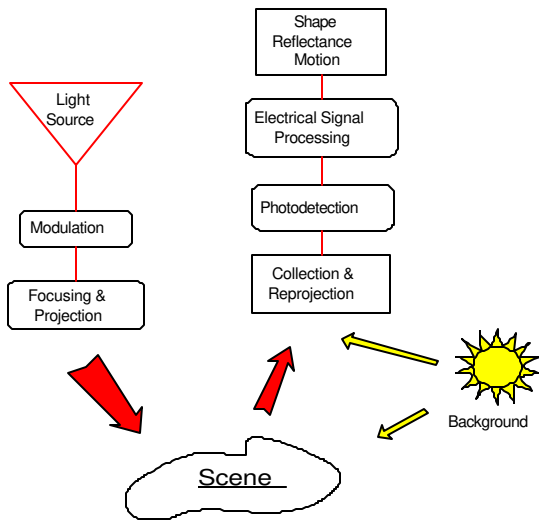 Light
Source
Modulation
Focusing &
Projection
Shape
Reflectance
Motion
Electrical Signal
Processing
Photodetection
Collection &
Reprojection
Background
Scene